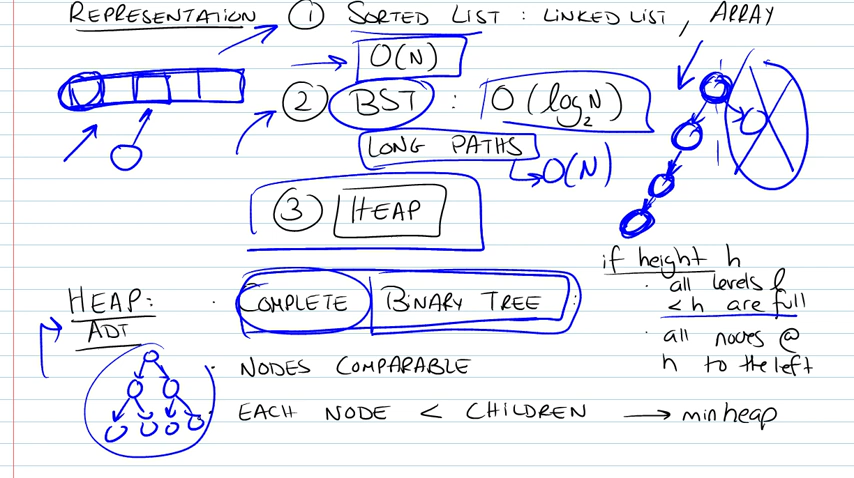 REPRESENTATION ① SORTED LIST : LINKED LIST , ARRAY
→ O(N)
② BST : O(log₂N)
LONG PATHS
↳ O(N)
③ HEAP
if height h
all levels l
< h are full
all nodes @
h to the left
HEAP: · COMPLETE BINARY TREE :
ADT
· NODES COMPARABLE
· EACH NODE < CHILDREN → min heap